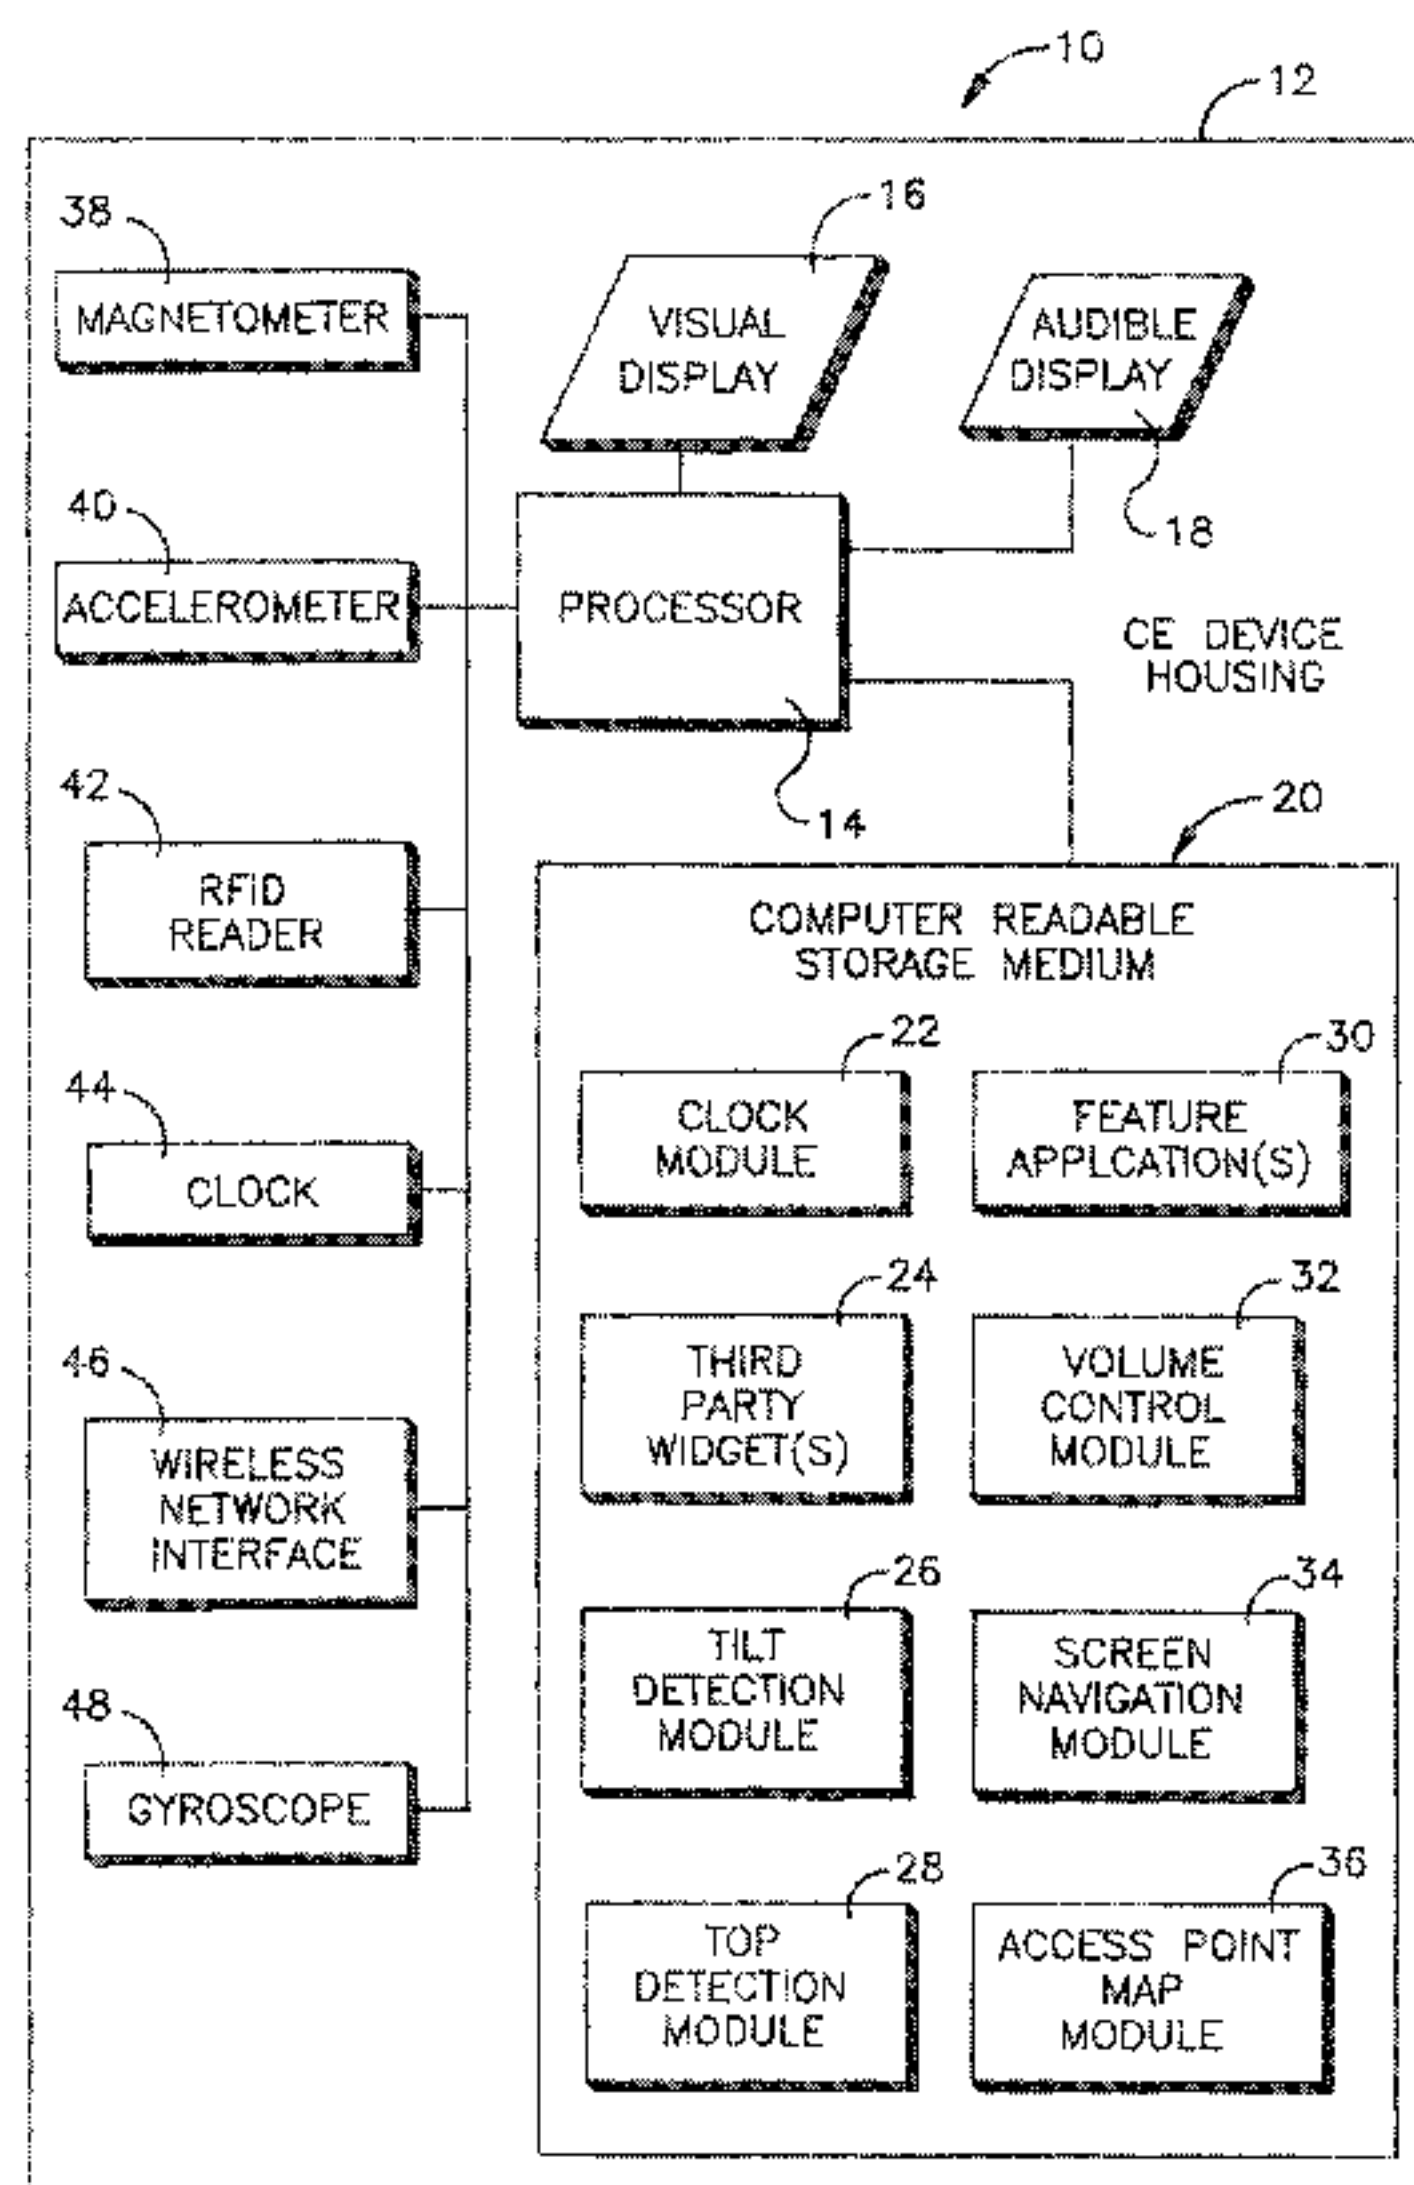 10
12
38
16
MAGNETOMETER
VISUAL
DISPLAY
AUDIBLE
DISPLAY
18
40
ACCELEROMETER
PROCESSOR
CE DEVICE
HOUSING
14
42
RFID
READER
20
COMPUTER READABLE
STORAGE MEDIUM
44
CLOCK
22
CLOCK
MODULE
30
FEATURE
APPLCATION(S)
24
THIRD
PARTY
WIDGET(S)
32
VOLUME
CONTROL
MODULE
46
WIRELESS
NETWORK
INTERFACE
26
TILT
DETECTION
MODULE
34
SCREEN
NAVIGATION
MODULE
48
GYROSCOPE
28
TOP
DETECTION
MODULE
36
ACCESS POINT
MAP
MODULE